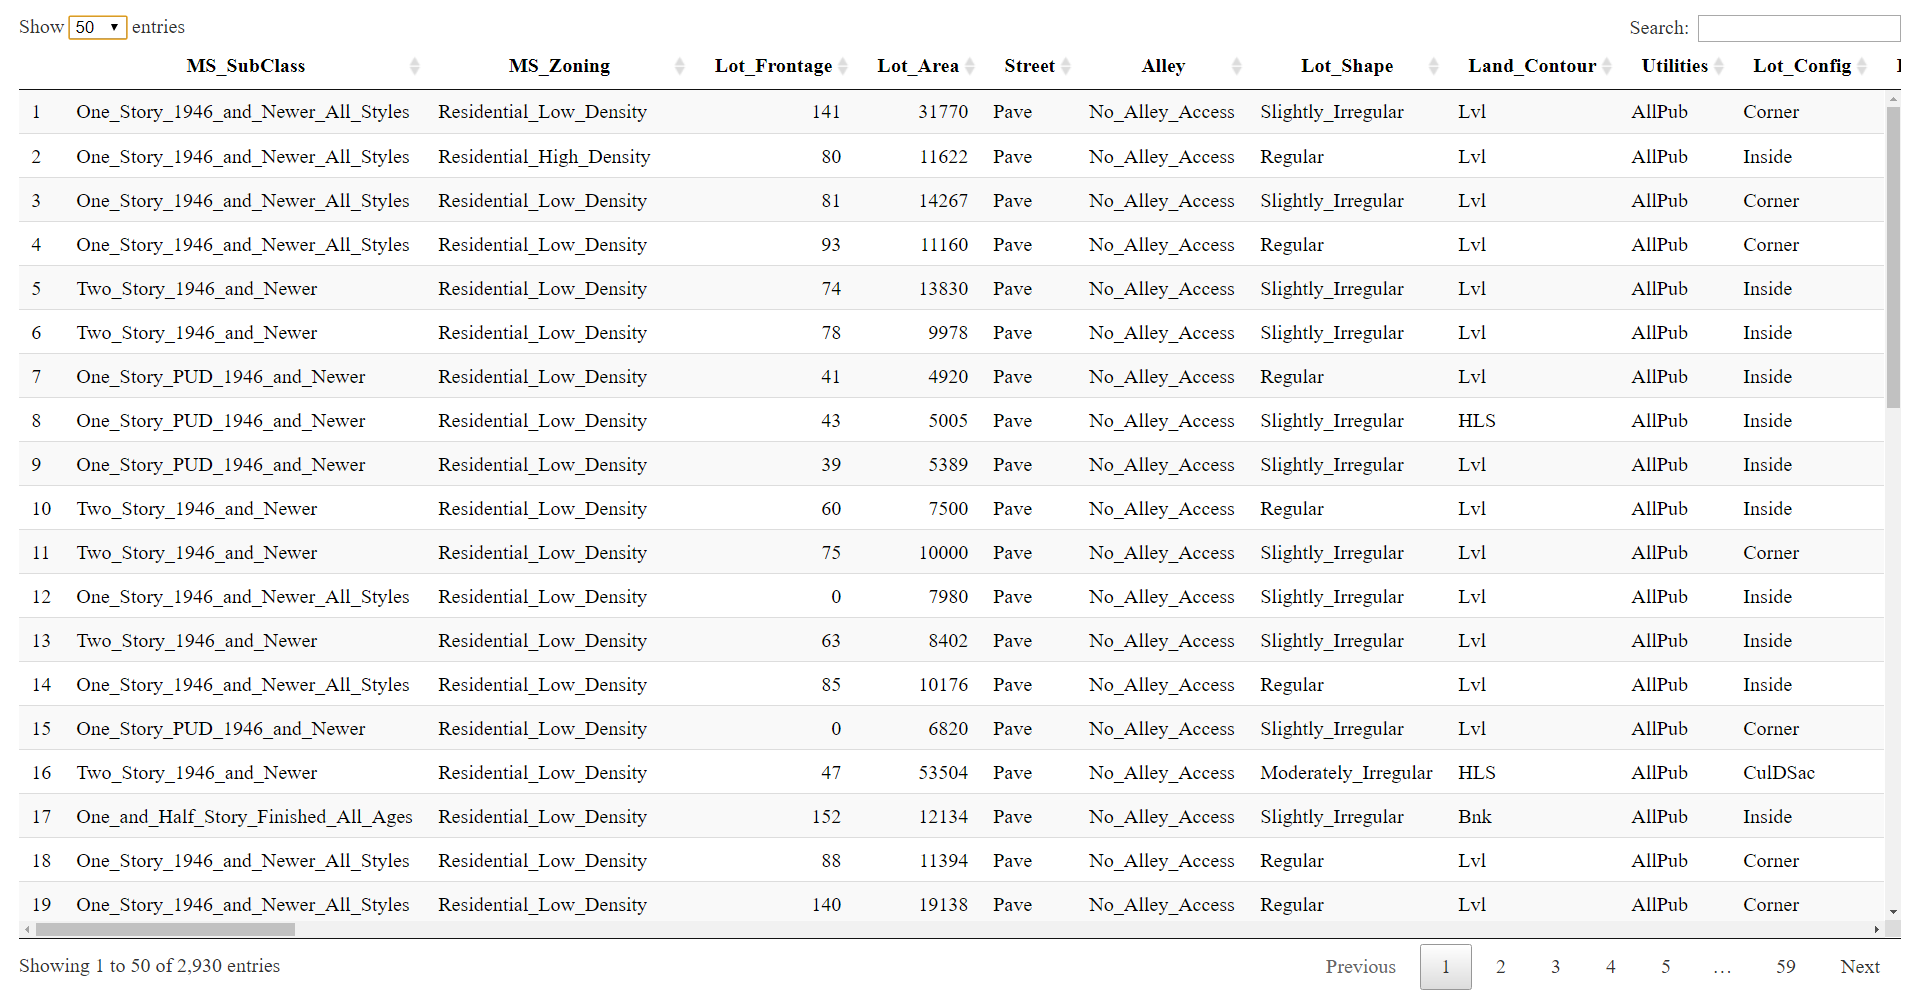 Show 50 entries Search:
MS_SubClass MS_Zoning Lot_Frontage Lot_Area Street Alley Lot_Shape Land_Contour Utilities Lot_Config
1 One_Story_1946_and_Newer_All_Styles Residential_Low_Density 141 31770 Pave No_Alley_Access Slightly_Irregular Lvl AllPub Corner
2 One_Story_1946_and_Newer_All_Styles Residential_High_Density 80 11622 Pave No_Alley_Access Regular Lvl AllPub Inside
3 One_Story_1946_and_Newer_All_Styles Residential_Low_Density 81 14267 Pave No_Alley_Access Slightly_Irregular Lvl AllPub Corner
4 One_Story_1946_and_Newer_All_Styles Residential_Low_Density 93 11160 Pave No_Alley_Access Regular Lvl AllPub Corner
5 Two_Story_1946_and_Newer Residential_Low_Density 74 13830 Pave No_Alley_Access Slightly_Irregular Lvl AllPub Inside
6 Two_Story_1946_and_Newer Residential_Low_Density 78 9978 Pave No_Alley_Access Slightly_Irregular Lvl AllPub Inside
7 One_Story_PUD_1946_and_Newer Residential_Low_Density 41 4920 Pave No_Alley_Access Regular Lvl AllPub Inside
8 One_Story_PUD_1946_and_Newer Residential_Low_Density 43 5005 Pave No_Alley_Access Slightly_Irregular HLS AllPub Inside
9 One_Story_PUD_1946_and_Newer Residential_Low_Density 39 5389 Pave No_Alley_Access Slightly_Irregular Lvl AllPub Inside
10 Two_Story_1946_and_Newer Residential_Low_Density 60 7500 Pave No_Alley_Access Regular Lvl AllPub Inside
11 Two_Story_1946_and_Newer Residential_Low_Density 75 10000 Pave No_Alley_Access Slightly_Irregular Lvl AllPub Corner
12 One_Story_1946_and_Newer_All_Styles Residential_Low_Density 0 7980 Pave No_Alley_Access Slightly_Irregular Lvl AllPub Inside
13 Two_Story_1946_and_Newer Residential_Low_Density 63 8402 Pave No_Alley_Access Slightly_Irregular Lvl AllPub Inside
14 One_Story_1946_and_Newer_All_Styles Residential_Low_Density 85 10176 Pave No_Alley_Access Regular Lvl AllPub Inside
15 One_Story_PUD_1946_and_Newer Residential_Low_Density 0 6820 Pave No_Alley_Access Slightly_Irregular Lvl AllPub Corner
16 Two_Story_1946_and_Newer Residential_Low_Density 47 53504 Pave No_Alley_Access Moderately_Irregular HLS AllPub CulDSac
17 One_and_Half_Story_Finished_All_Ages Residential_Low_Density 152 12134 Pave No_Alley_Access Slightly_Irregular Bnk AllPub Inside
18 One_Story_1946_and_Newer_All_Styles Residential_Low_Density 88 11394 Pave No_Alley_Access Regular Lvl AllPub Corner
19 One_Story_1946_and_Newer_All_Styles Residential_Low_Density 140 19138 Pave No_Alley_Access Regular Lvl AllPub Corner
Showing 1 to 50 of 2,930 entries Previous 1 2 3 4 5 … 59 Next